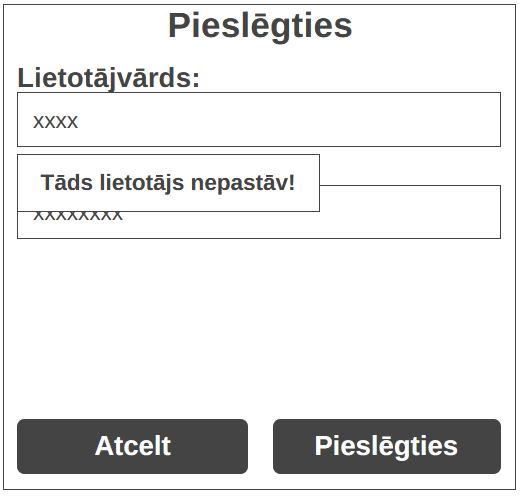 Pieslēgties
Lietotājvārds:
xxxx
Tāds lietotājs nepastāv!
xxxxxxxx
Atcelt
Pieslēgties